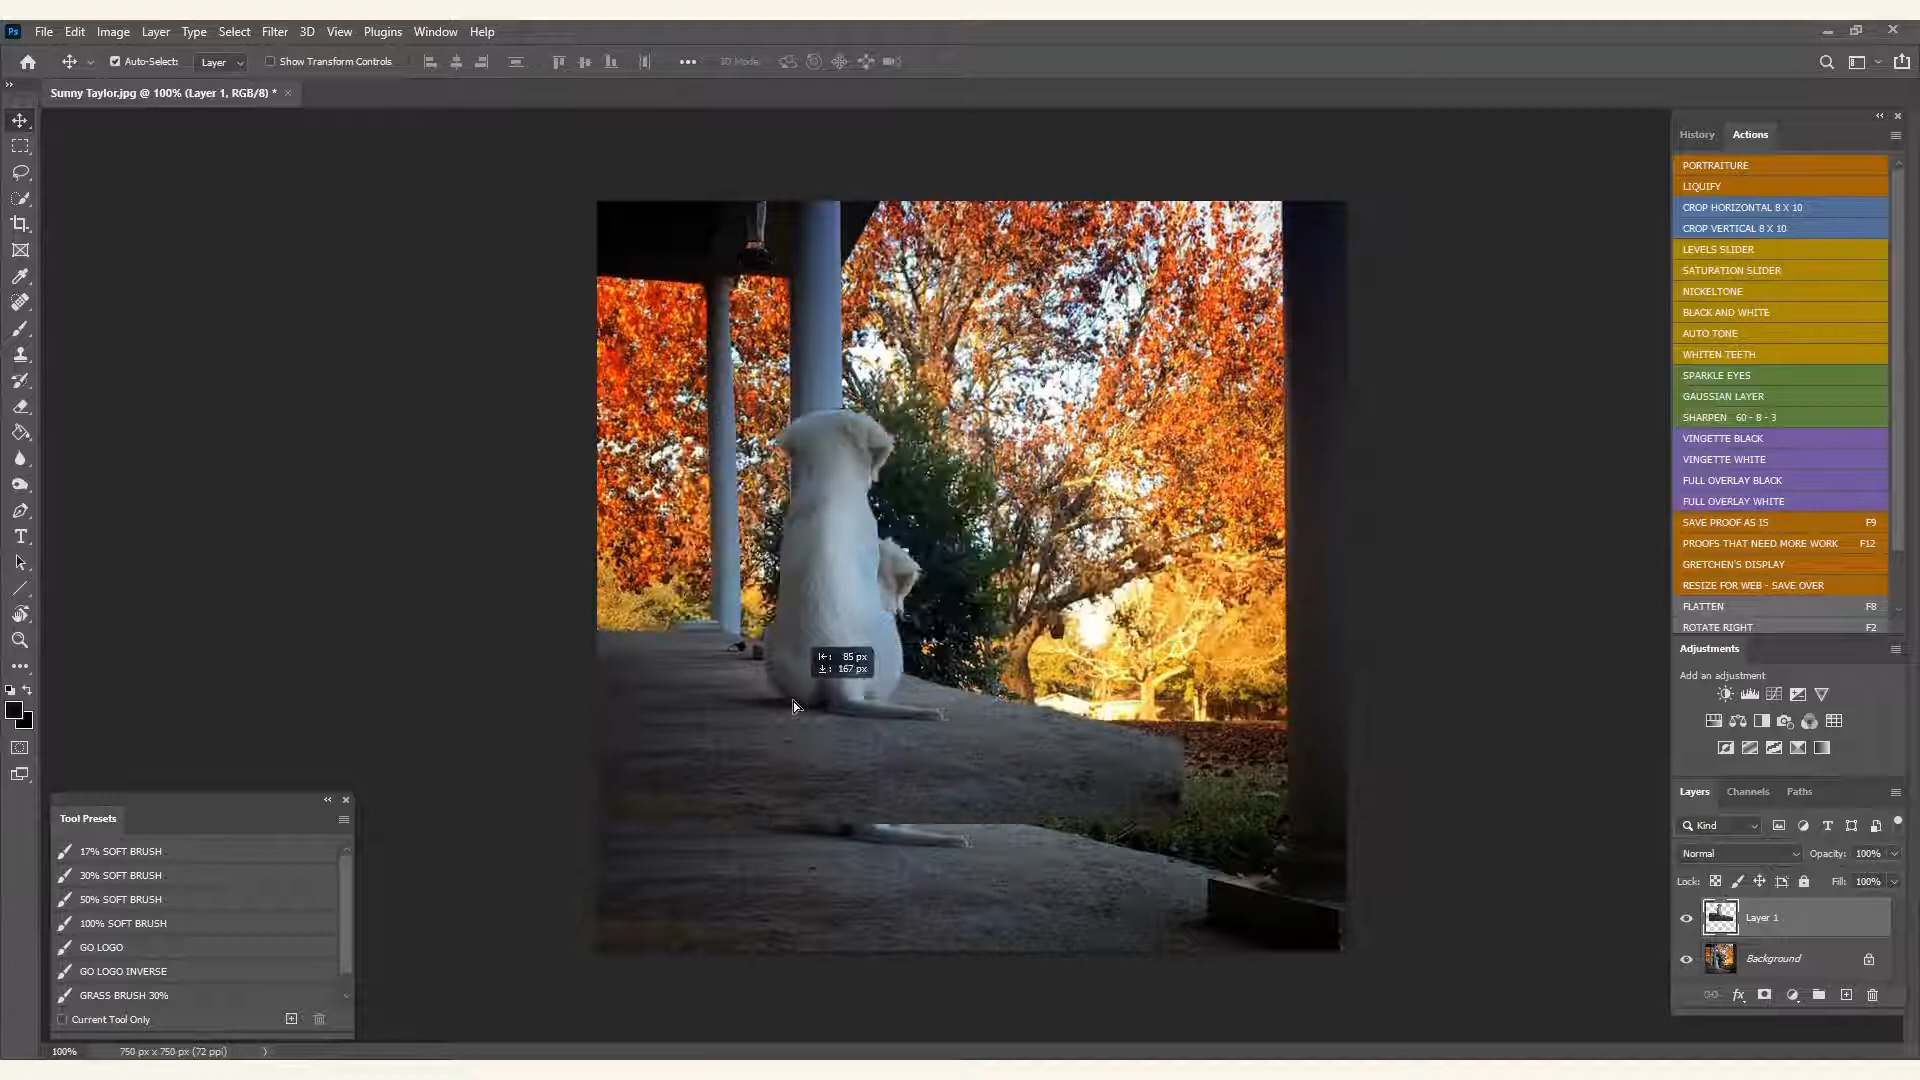 Ps File Edit Image Layer Type Select Filter 3D View Plugins Window Help
Auto-Select: Layer Show Transform Controls 3D Mode:
Sunny Taylor.jpg @ 100% (Layer 1, RGB/8) *
History Actions
PORTRAITURE
LIQUIFY
CROP HORIZONTAL 8 X 10
CROP VERTICAL 8 X 10
LEVELS SLIDER
SATURATION SLIDER
NICKELTONE
BLACK AND WHITE
AUTO TONE
WHITEN TEETH
SPARKLE EYES
GAUSSIAN LAYER
SHARPEN 60 - 8 - 3
VINGETTE BLACK
VINGETTE WHITE
FULL OVERLAY BLACK
FULL OVERLAY WHITE
SAVE PROOF AS IS F9
PROOFS THAT NEED MORE WORK F12
GRETCHEN'S DISPLAY
RESIZE FOR WEB - SAVE OVER
FLATTEN F8
ROTATE RIGHT F2
85 px
167 px
Adjustments
Add an adjustment
Layers Channels Paths
Kind
Normal Opacity: 100%
Lock: Fill: 100%
Layer 1
Background
Tool Presets
17% SOFT BRUSH
30% SOFT BRUSH
50% SOFT BRUSH
100% SOFT BRUSH
GO LOGO
GO LOGO INVERSE
GRASS BRUSH 30%
Current Tool Only
100% 750 px x 750 px (72 ppi)